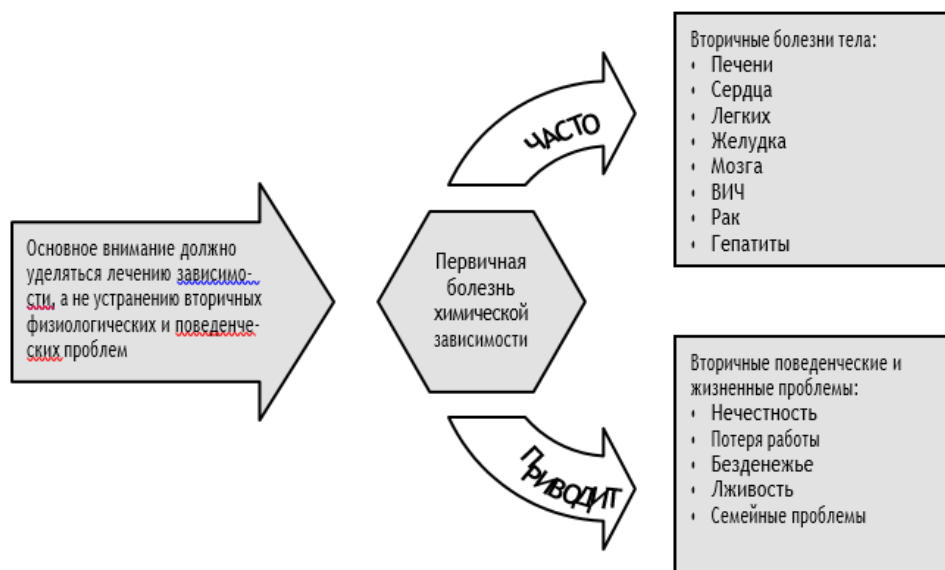 Основное внимание должно
уделяться лечению зависимо-
сти, а не устранению вторичных
физиологических и поведенче-
ских проблем
Первичная
болезнь
химической
зависимости
ЧАСТО
ПРИВОДИТ
Вторичные болезни тела:
• Печени
• Сердца
• Легких
• Желудка
• Мозга
• ВИЧ
• Рак
• Гепатиты
Вторичные поведенческие и
жизненные проблемы:
• Нечестность
• Потеря работы
• Безденежье
• Лживость
• Семейные проблемы